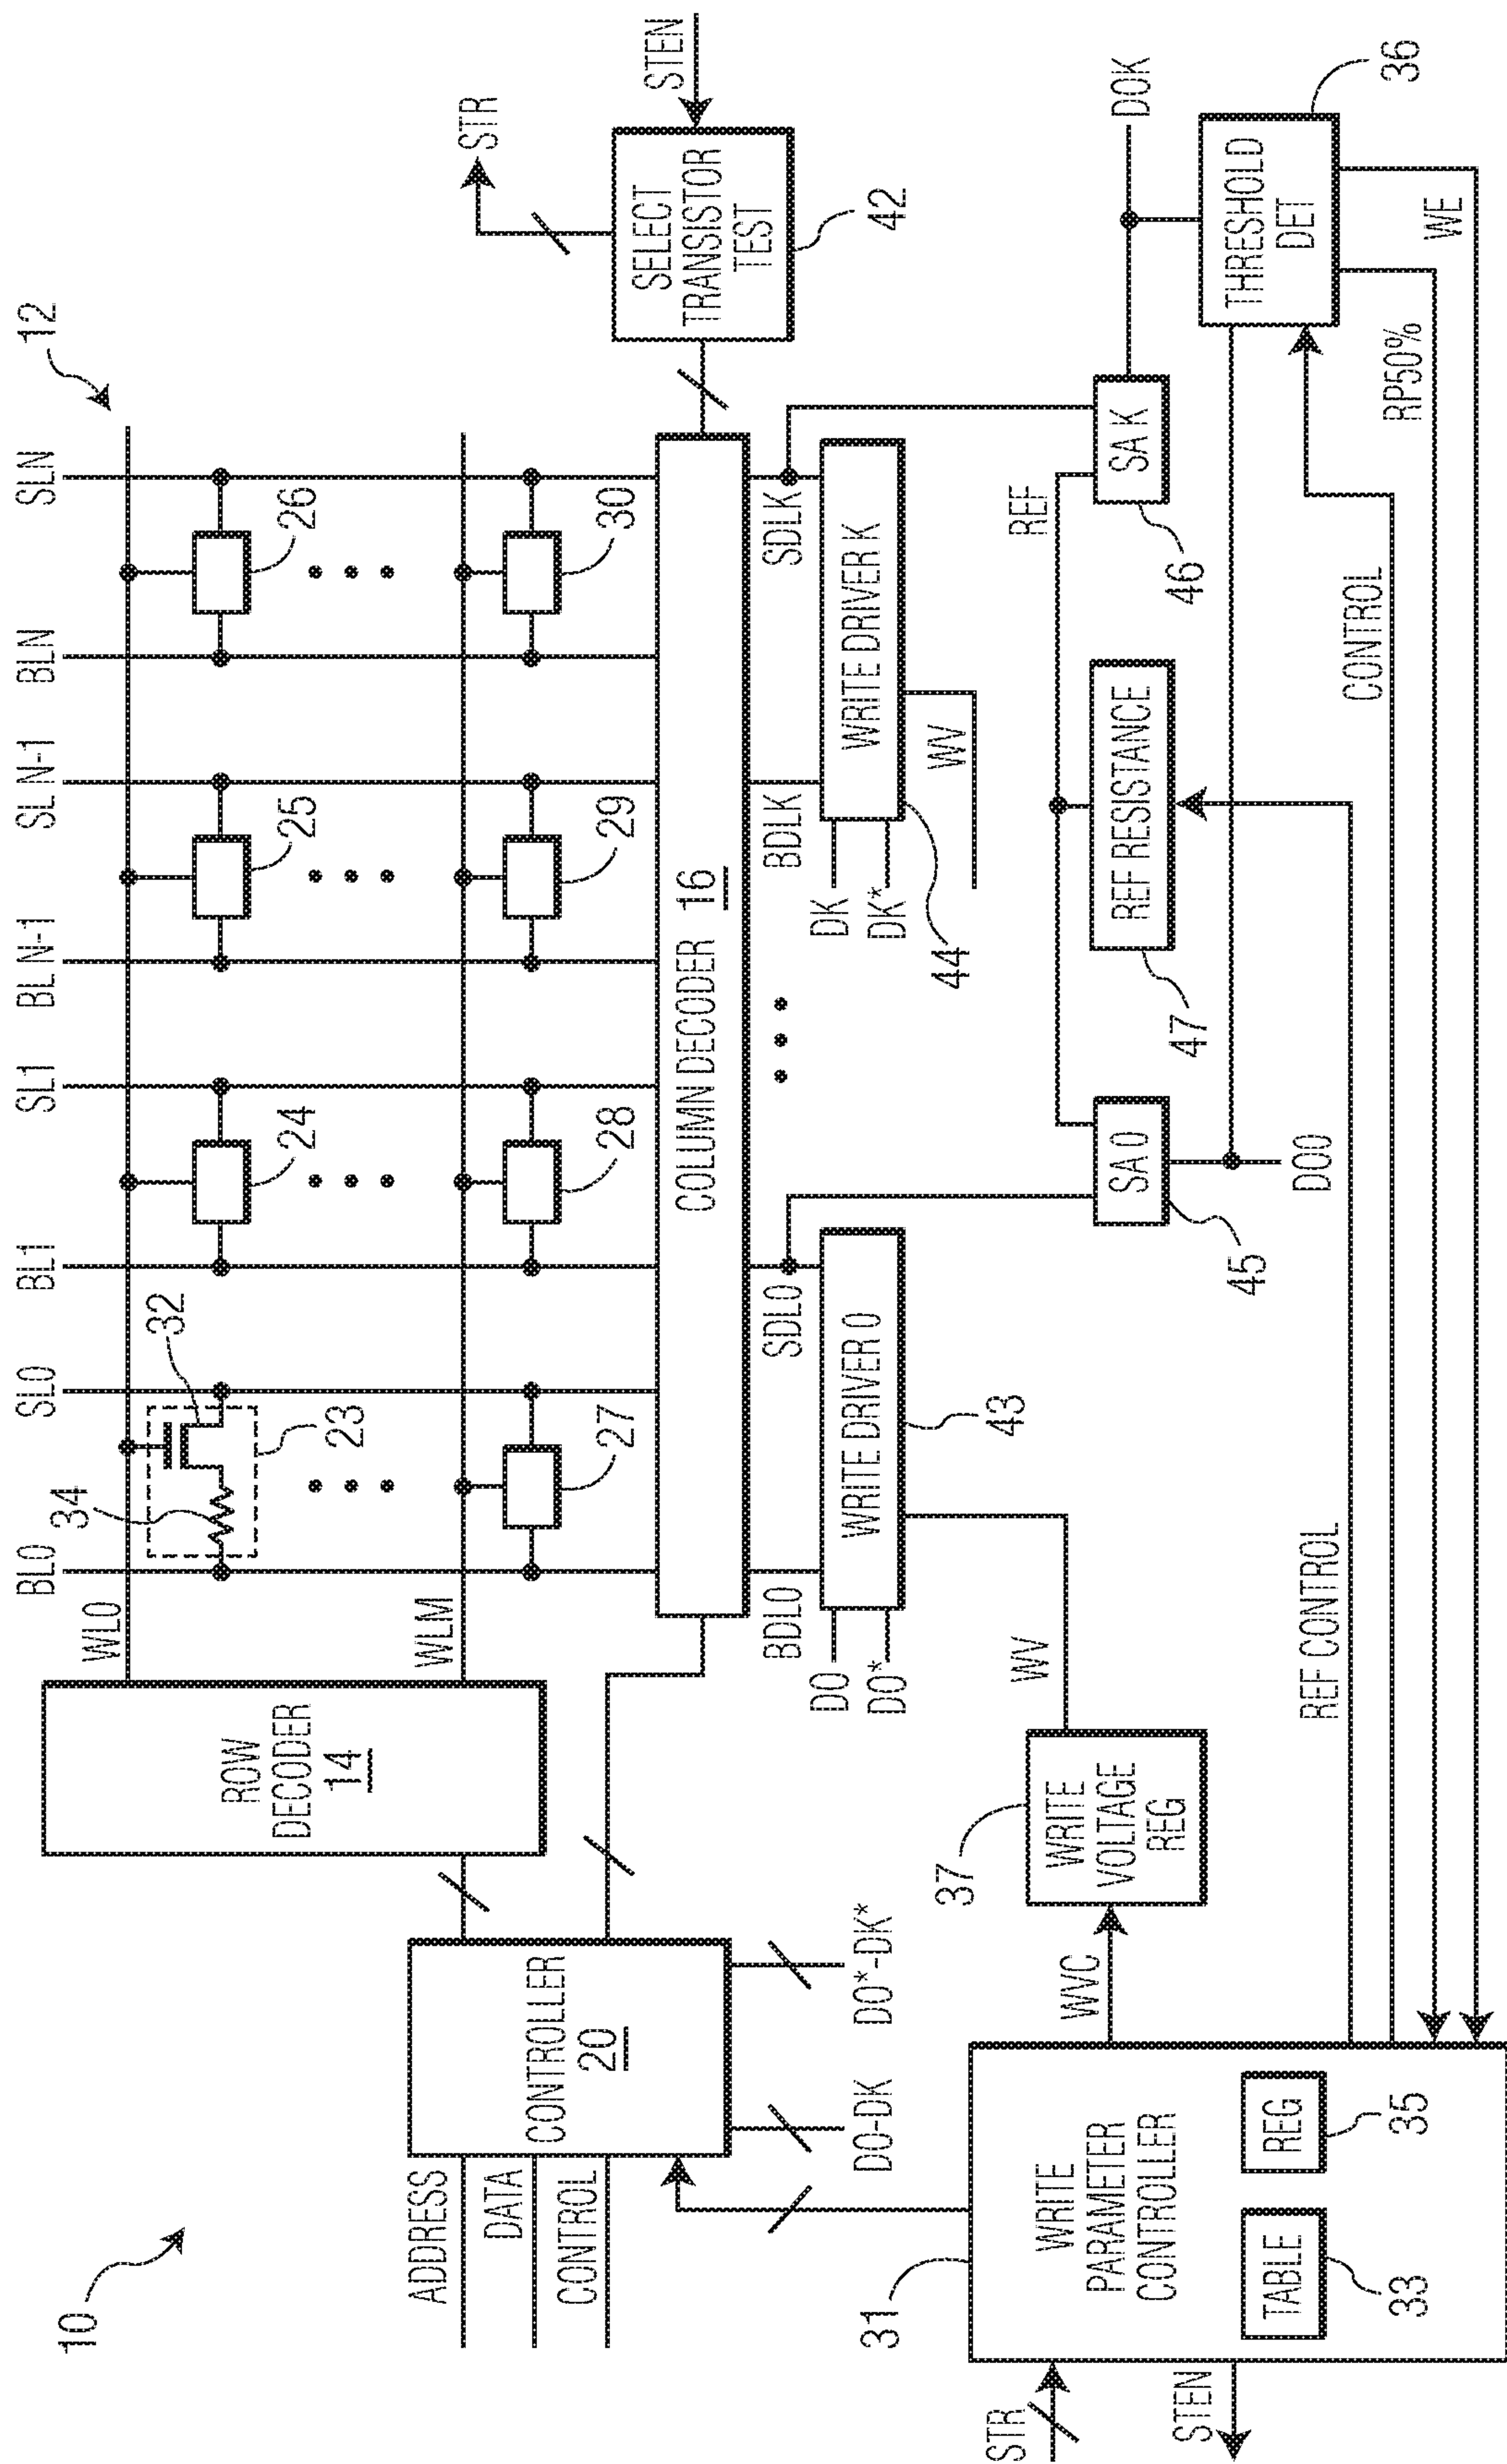 10
12
BL0
SL0
BL1
SL1
BLN-1
SLN-1
BLN
SLN
WL0
34
32
23
24
25
26
ROW
DECODER
14
WLM
27
28
29
30
STR
STEN
SELECT
TRANSISTOR
TEST
42
ADDRESS
DATA
CONTROL
CONTROLLER
20
COLUMN DECODER 16
D0-DK
D0*-DK*
BDL0
SDL0
BDLK
SDLK
D0
D0*
WRITE DRIVER 0
43
DK
DK*
WRITE DRIVER K
44
WV
WV
31
WRITE
PARAMETER
CONTROLLER
TABLE
33
REG
35
STR
STEN
WVC
37
WRITE
VOLTAGE
REG
SA 0
45
DO0
REF
REF RESISTANCE
47
SA K
46
DOK
THRESHOLD
DET
36
REF CONTROL
CONTROL
RP50%
WE